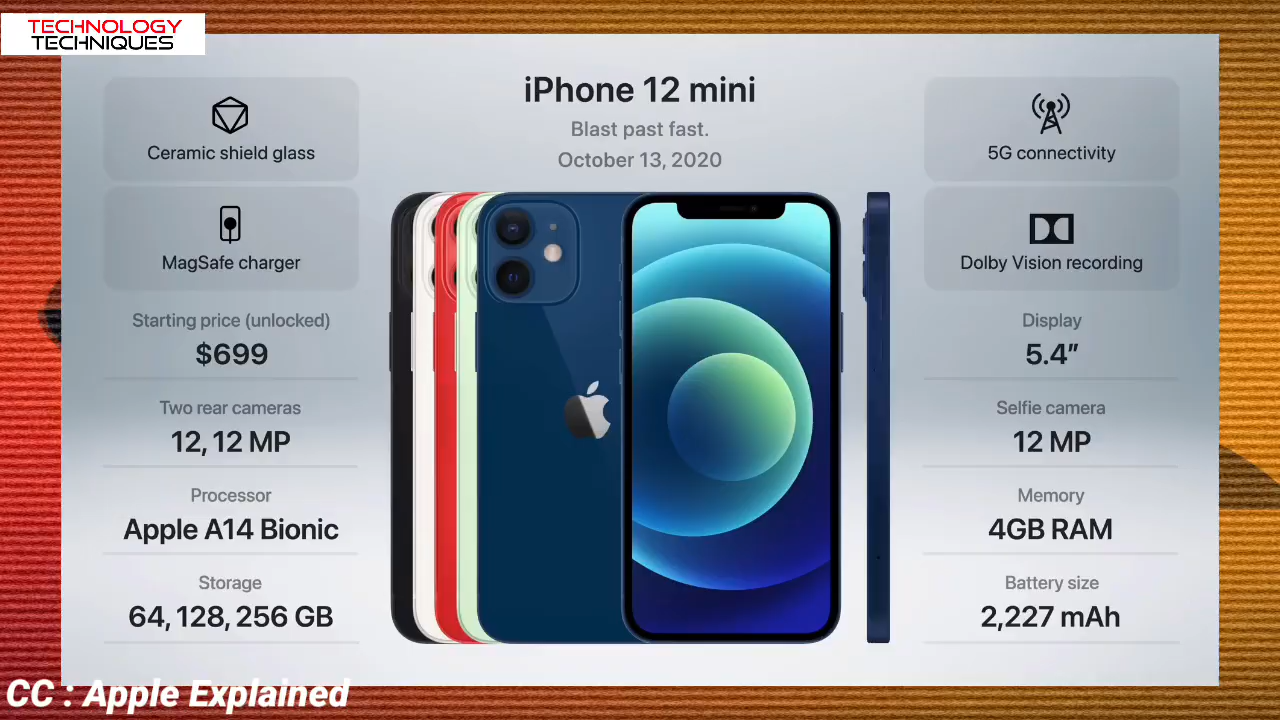 TECHNOLOGY
TECHNIQUES
iPhone 12 mini
Blast past fast.
October 13, 2020
Ceramic shield glass
MagSafe charger
Starting price (unlocked)
$699
Two rear cameras
12, 12 MP
Processor
Apple A14 Bionic
Storage
64, 128, 256 GB
5G connectivity
Dolby Vision recording
Display
5.4″
Selfie camera
12 MP
Memory
4GB RAM
Battery size
2,227 mAh
CC : Apple Explained